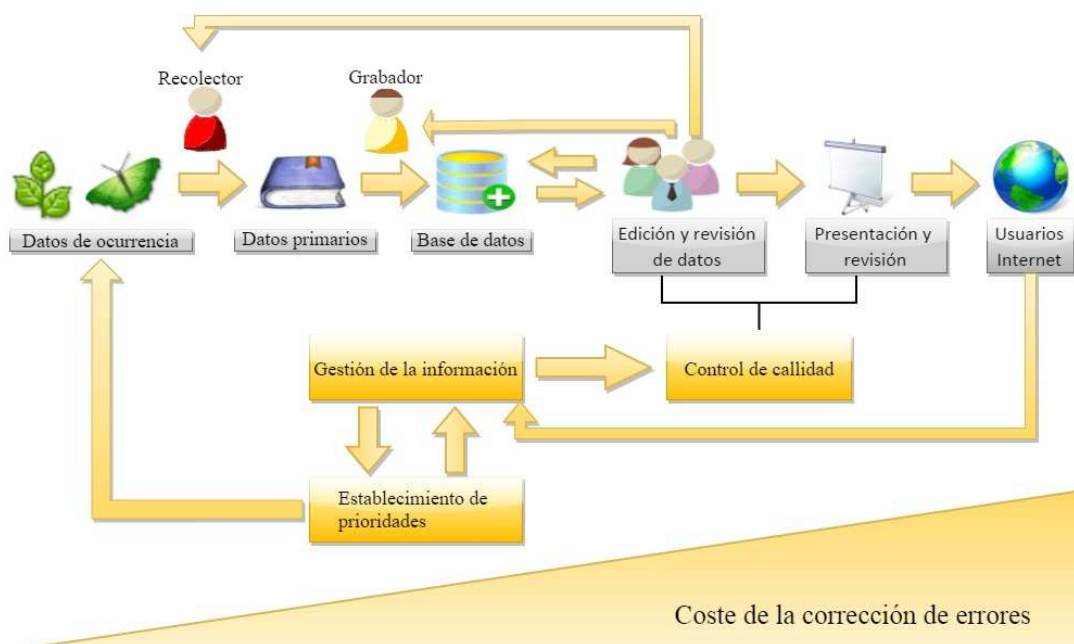 Recolector
Grabador
Datos de ocurrencia
Datos primarios
Base de datos
Edición y revisión
de datos
Presentación y
revisión
Usuarios
Internet
Gestión de la información
Control de callidad
Establecimiento de
prioridades
Coste de la corrección de errores